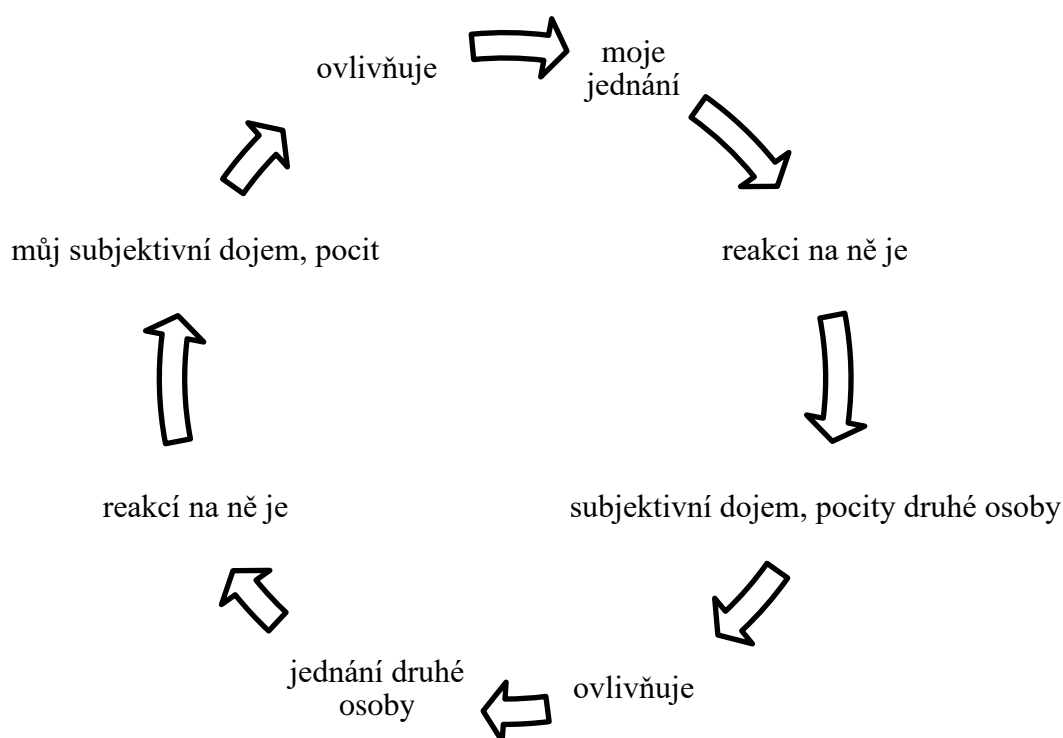 ovlivňuje
moje
jednání
reakci na ně je
subjektivní dojem, pocity druhé osoby
ovlivňuje
jednání druhé
osoby
reakcí na ně je
můj subjektivní dojem, pocit